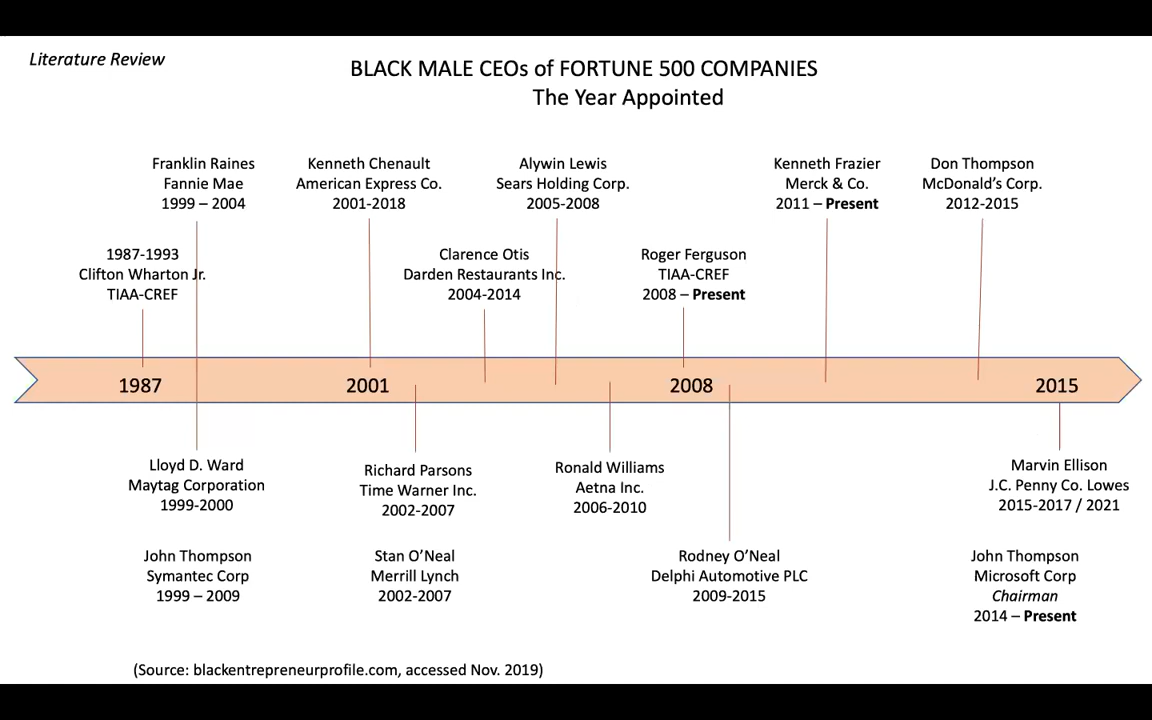 Literature Review
BLACK MALE CEOs of FORTUNE 500 COMPANIES
The Year Appointed
Franklin Raines
Fannie Mae
1999 – 2004
Kenneth Chenault
American Express Co.
2001-2018
Alywin Lewis
Sears Holding Corp.
2005-2008
Kenneth Frazier
Merck & Co.
2011 – Present
Don Thompson
McDonald's Corp.
2012-2015
1987-1993
Clifton Wharton Jr.
TIAA-CREF
Clarence Otis
Darden Restaurants Inc.
2004-2014
Roger Ferguson
TIAA-CREF
2008 – Present
1987
2001
2008
2015
Lloyd D. Ward
Maytag Corporation
1999-2000
Richard Parsons
Time Warner Inc.
2002-2007
Ronald Williams
Aetna Inc.
2006-2010
Marvin Ellison
J.C. Penny Co. Lowes
2015-2017 / 2021
John Thompson
Symantec Corp
1999 – 2009
Stan O'Neal
Merrill Lynch
2002-2007
Rodney O'Neal
Delphi Automotive PLC
2009-2015
John Thompson
Microsoft Corp
Chairman
2014 – Present
(Source: blackentrepreneurprofile.com, accessed Nov. 2019)